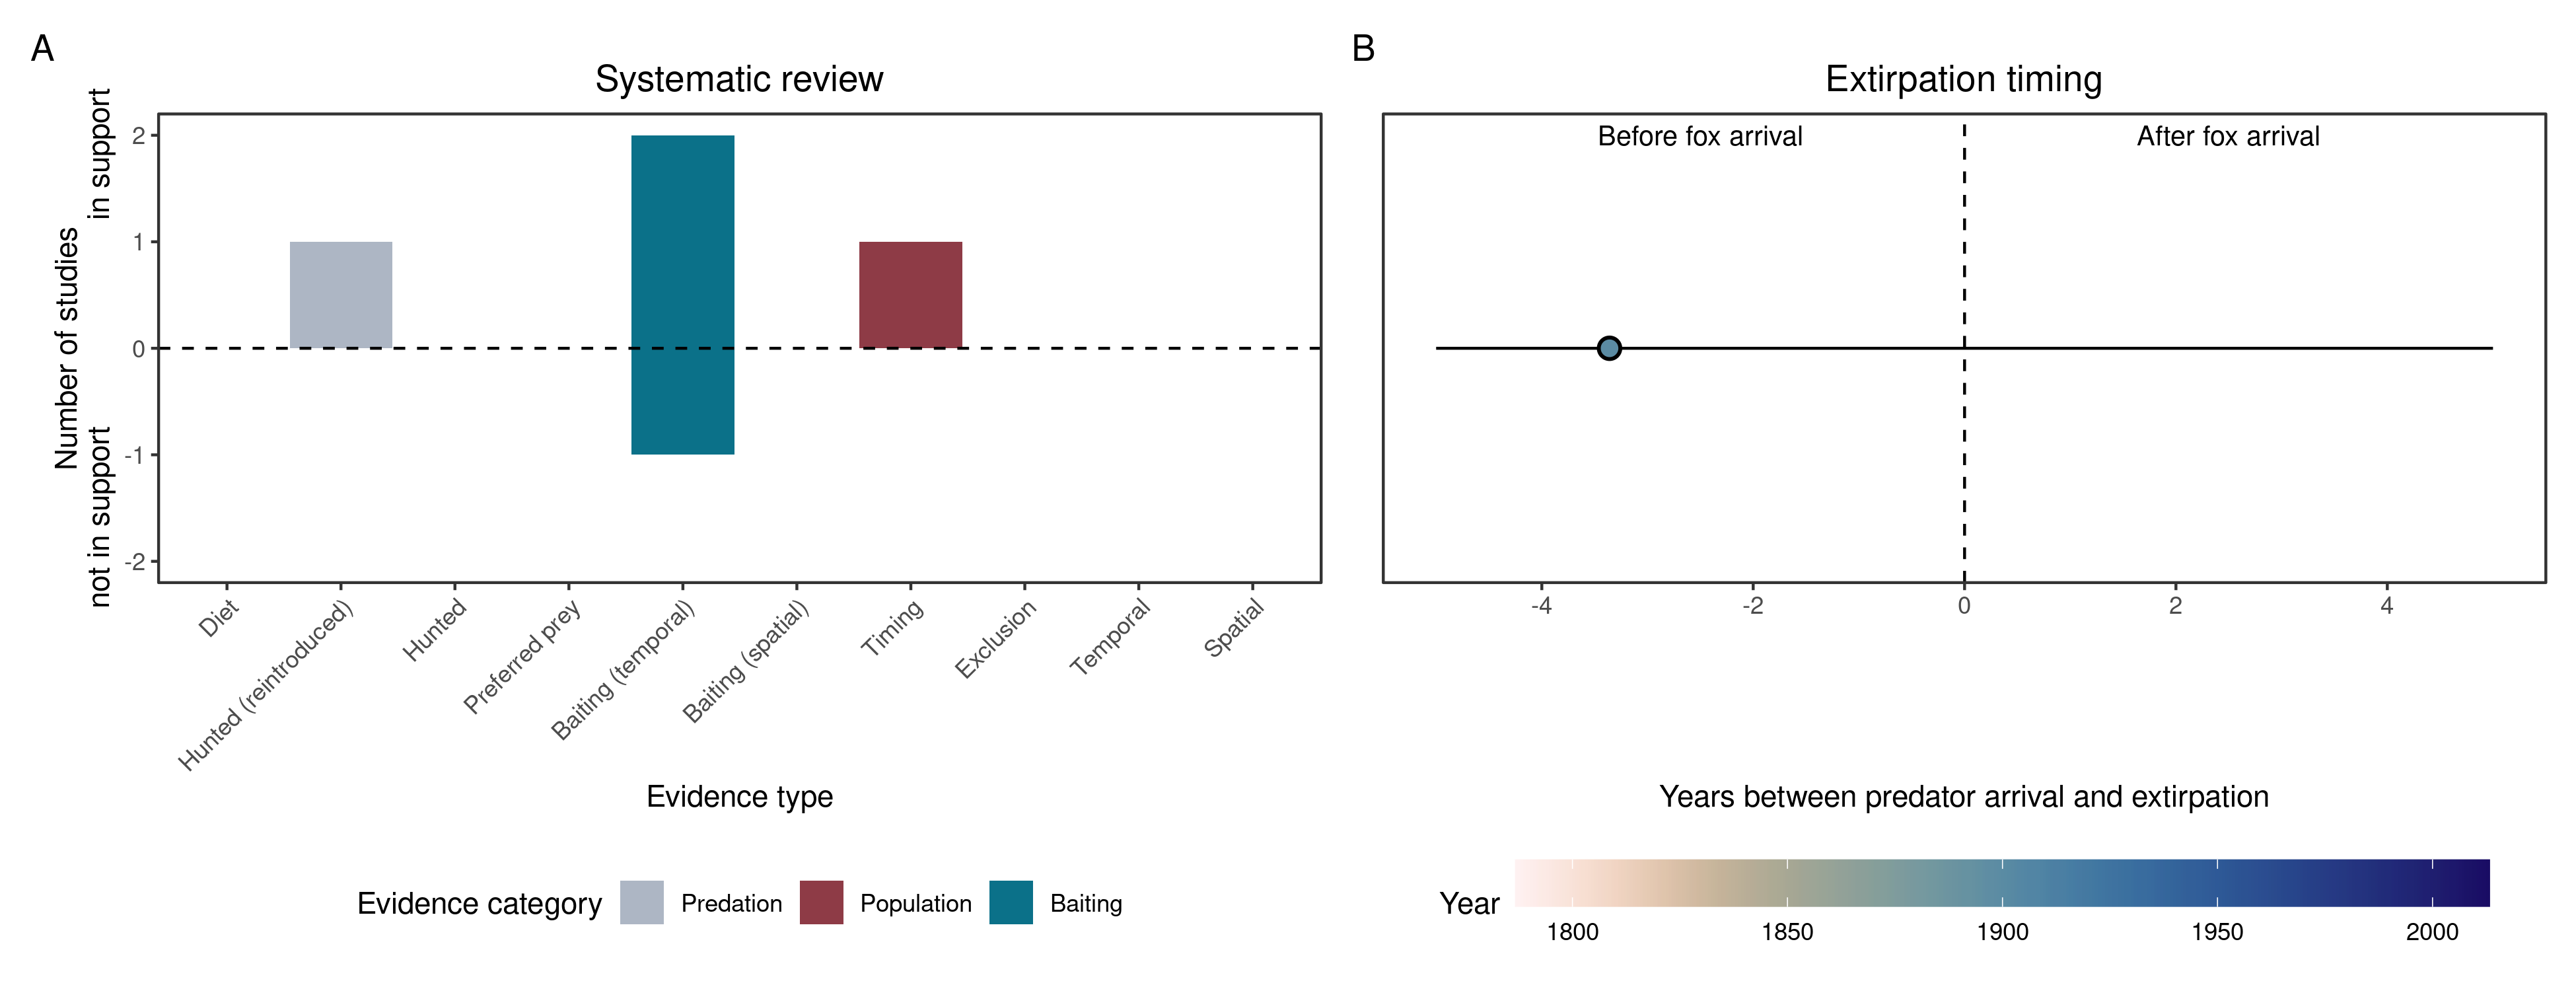 A
Systematic review
Number of studies
not in support in support
2
1
0
-1
-2
Diet
Hunted (reintroduced)
Hunted
Preferred prey
Baiting (temporal)
Baiting (spatial)
Timing
Exclusion
Temporal
Spatial
Evidence type
Evidence category Predation Population Baiting
B
Extirpation timing
Before fox arrival After fox arrival
-4 -2 0 2 4
Years between predator arrival and extirpation
Year
1800 1850 1900 1950 2000